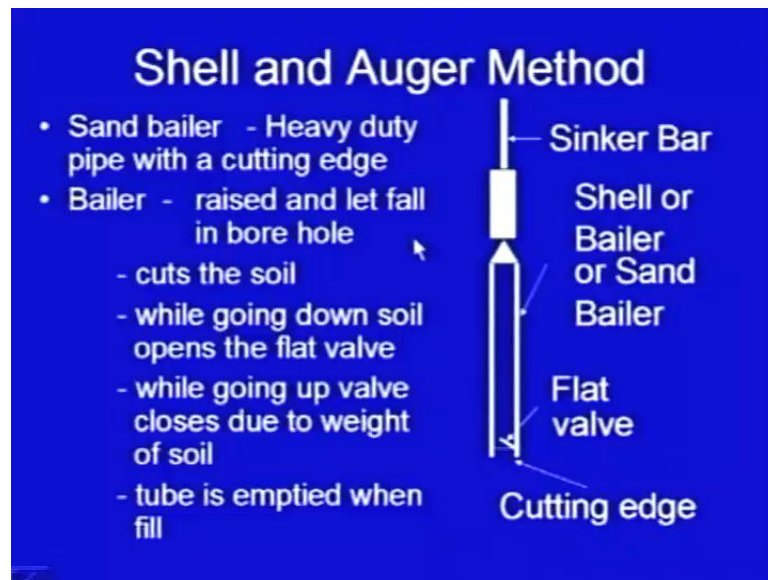 Shell and Auger Method
• Sand bailer - Heavy duty
pipe with a cutting edge
• Bailer - raised and let fall
in bore hole
- cuts the soil
- while going down soil
opens the flat valve
- while going up valve
closes due to weight
of soil
- tube is emptied when
fill
Sinker Bar
Shell or
Bailer
or Sand
Bailer
Flat
valve
Cutting edge